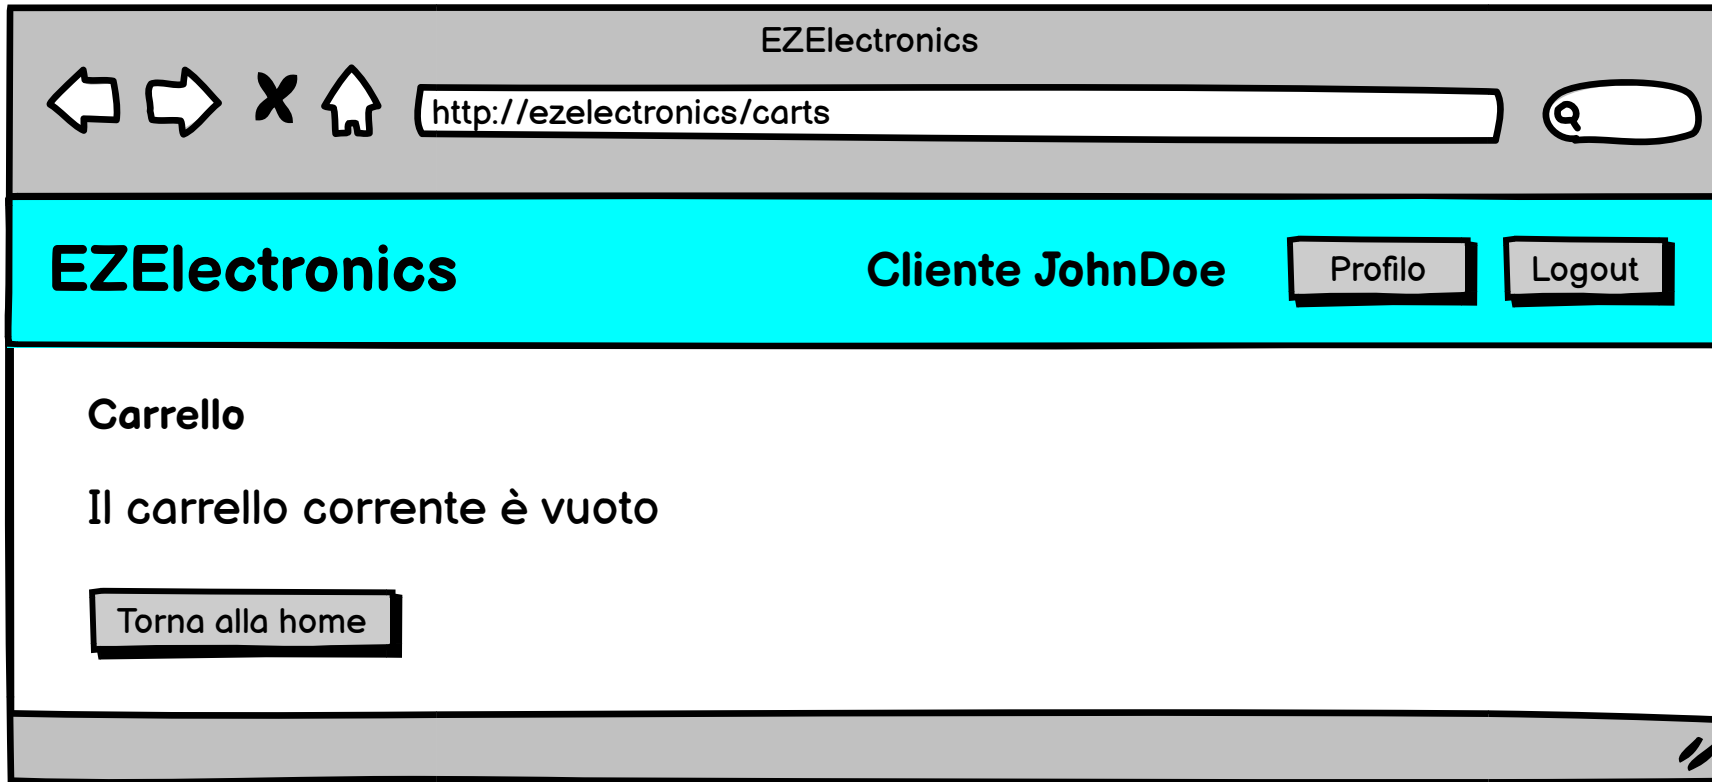 EZElectronics
http://ezelectronics/carts
EZElectronics
Cliente JohnDoe
Profilo
Logout
Carrello
Il carrello corrente è vuoto
Torna alla home